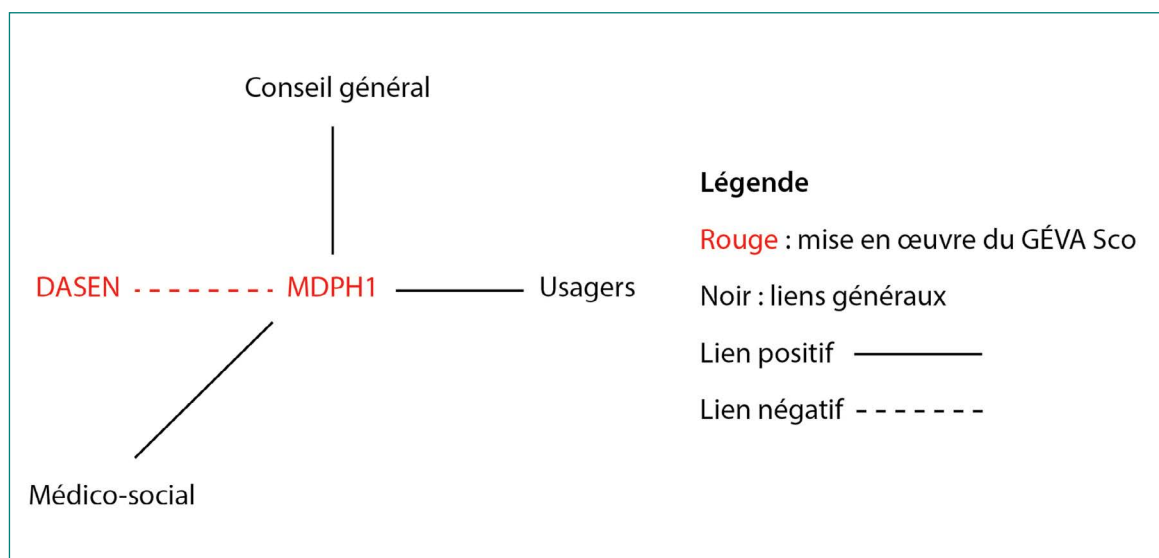 Conseil général
DASEN MDPH1 Usagers
Médico-social
Légende
Rouge : mise en œuvre du GÉVA Sco
Noir : liens généraux
Lien positif
Lien négatif